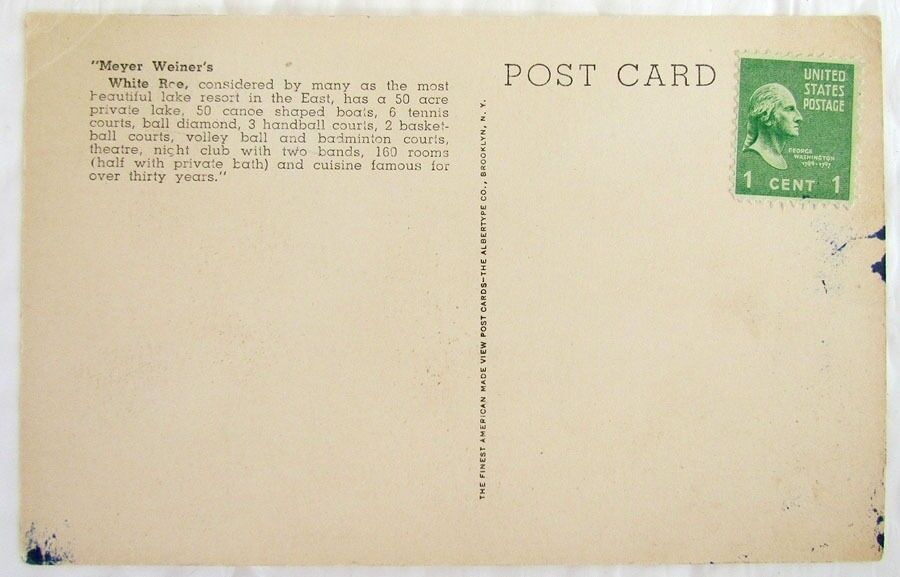 "Meyer Weiner's
White Roe, considered by many as the most
beautiful lake resort in the East, has a 50 acre
private lake, 50 canoe shaped boats, 6 tennis
courts, ball diamond, 3 handball courts, 2 basket-
ball courts, volley ball and badminton courts,
theatre, night club with two bands, 160 rooms
(half with private bath) and cuisine famous for
over thirty years."
THE FINEST AMERICAN MADE VIEW POST CARDS—THE ALBERTYPE CO., BROOKLYN, N. Y.
POST CARD
UNITED
STATES
POSTAGE
GEORGE
WASHINGTON
1789-1797
1 CENT 1